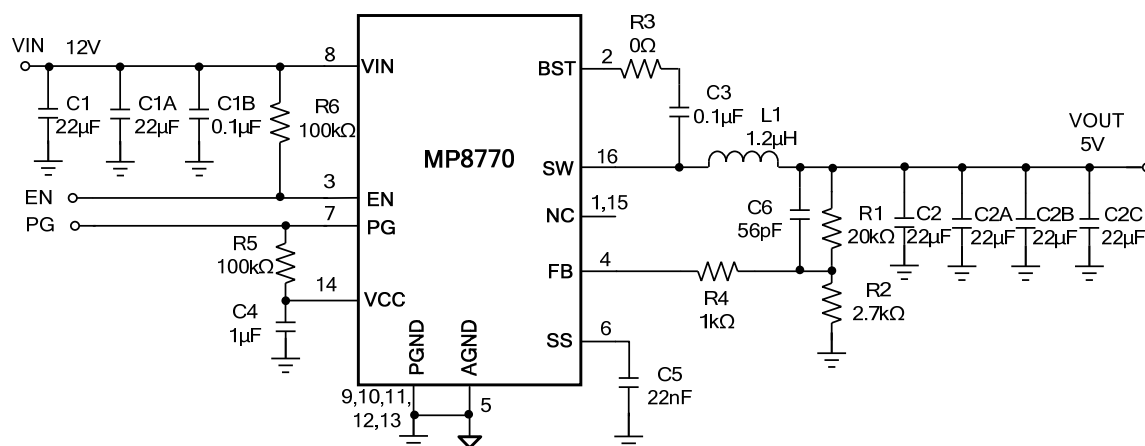 VIN
12V
C1
22μF
C1A
22μF
C1B
0.1μF
R6
100kΩ
EN
PG
R5
100kΩ
C4
1μF
8
3
7
14
MP8770
VIN
EN
PG
VCC
PGND
AGND
BST
SW
NC
FB
SS
9,10,11,
12,13
5
2
16
1,15
4
6
R3
0Ω
C3
0.1μF
L1
1.2μH
C6
56pF
R1
20kΩ
R4
1kΩ
R2
2.7kΩ
C5
22nF
C2
22μF
C2A
22μF
C2B
22μF
C2C
22μF
VOUT
5V